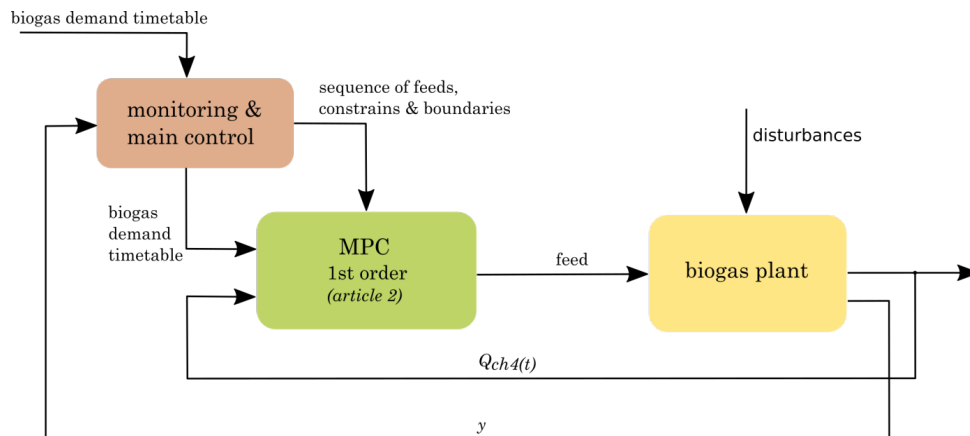 biogas demand timetable
monitoring &
main control
sequence of feeds,
constrains & boundaries
disturbances
biogas
demand
timetable
MPC
1st order
(article 2)
feed
biogas plant
Qch4(t)
y